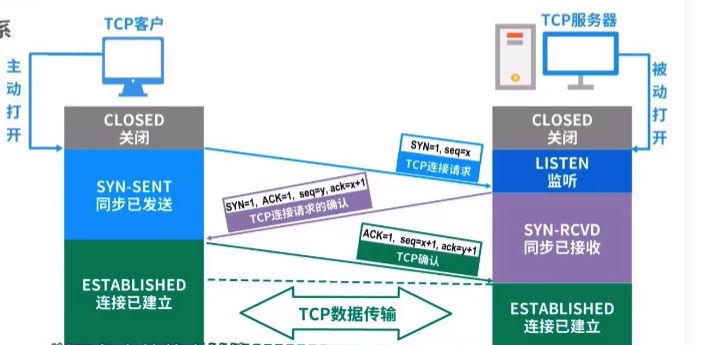 系
TCP客户
TCP服务器
主动打开
被动打开
CLOSED
关闭
CLOSED
关闭
SYN=1, seq=x
TCP连接请求
LISTEN
监听
SYN-SENT
同步已发送
SYN=1, ACK=1, seq=y, ack=x+1
TCP连接请求的确认
SYN-RCVD
同步已接收
ACK=1, seq=x+1, ack=y+1
TCP确认
ESTABLISHED
连接已建立
TCP数据传输
ESTABLISHED
连接已建立